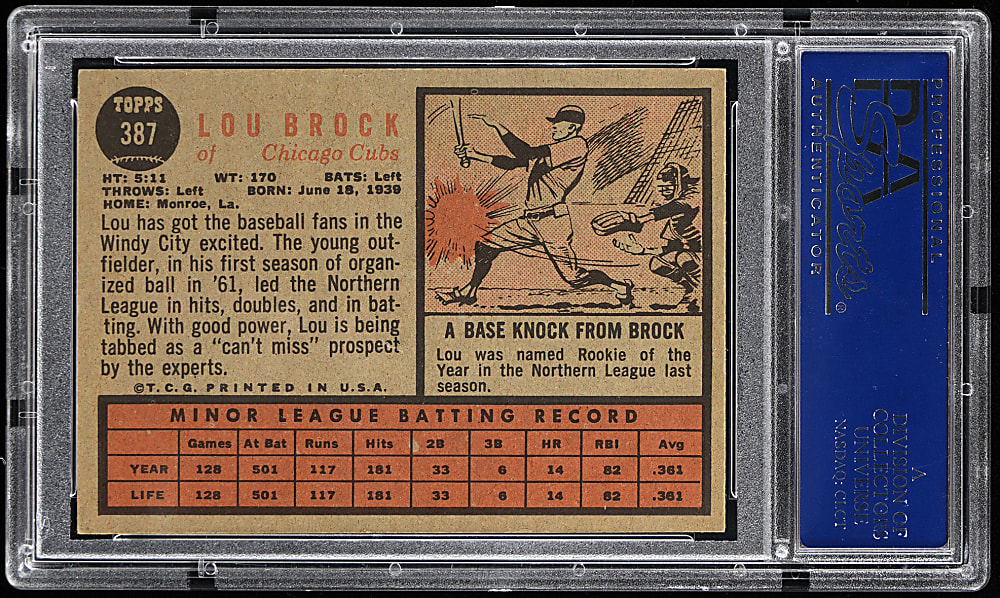 TOPPS
387
LOU BROCK
of Chicago Cubs
HT: 5:11 WT: 170 BATS: Left
THROWS: Left BORN: June 18, 1939
HOME: Monroe, La.
Lou has got the baseball fans in the
Windy City excited. The young out-
fielder, in his first season of organ-
ized ball in '61, led the Northern
League in hits, doubles, and in bat-
ting. With good power, Lou is being
tabbed as a "can't miss" prospect
by the experts.
©T.C.G. PRINTED IN U.S.A.
A BASE KNOCK FROM BROCK
Lou was named Rookie of the
Year in the Northern League last
season.
MINOR LEAGUE BATTING RECORD
Games At Bat Runs Hits 2B 3B HR RBI Avg
YEAR 128 501 117 181 33 6 14 82 .361
LIFE 128 501 117 181 33 6 14 82 .361
PROFESSIONAL
PSA
Sports
®
AUTHENTICATOR
A
DIVISION OF
COLLECTORS
UNIVERSE
NASDAQ: CLCT